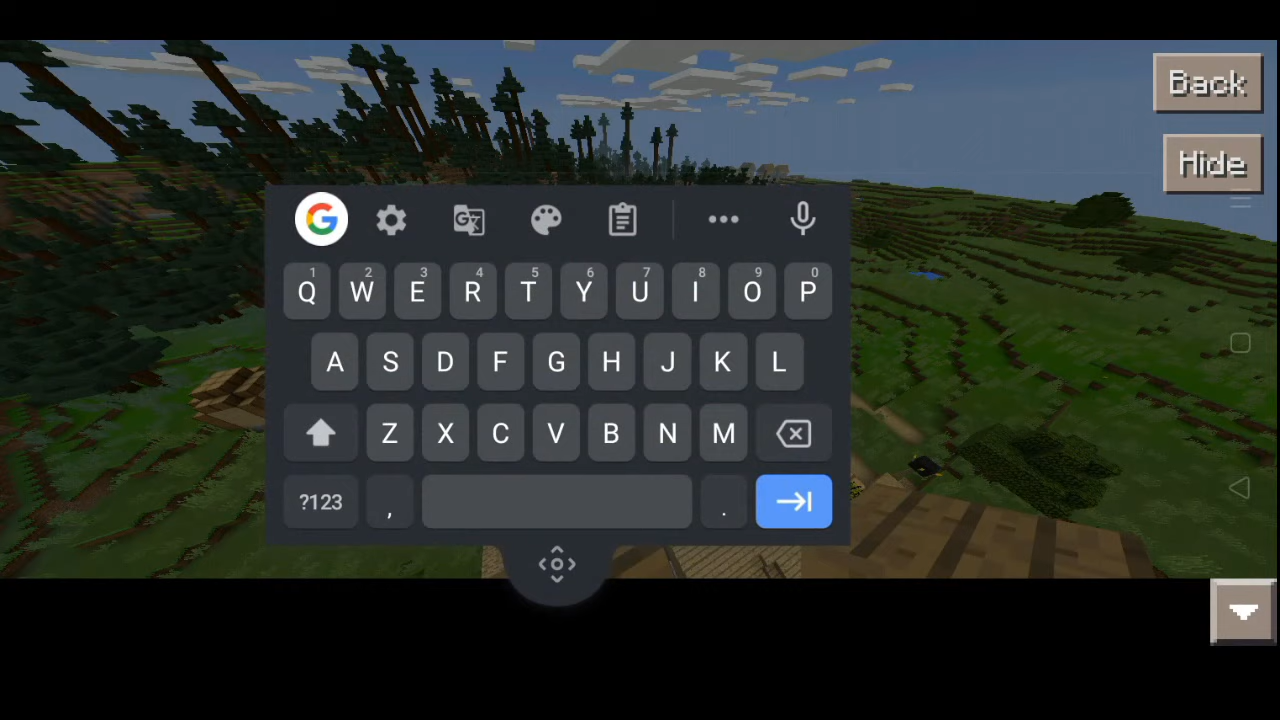 Back
Hide
G
G
1 2 3 4 5 6 7 8 9 0
Q W E R T Y U I O P
A S D F G H J K L
Z X C V B N M
?123 , .